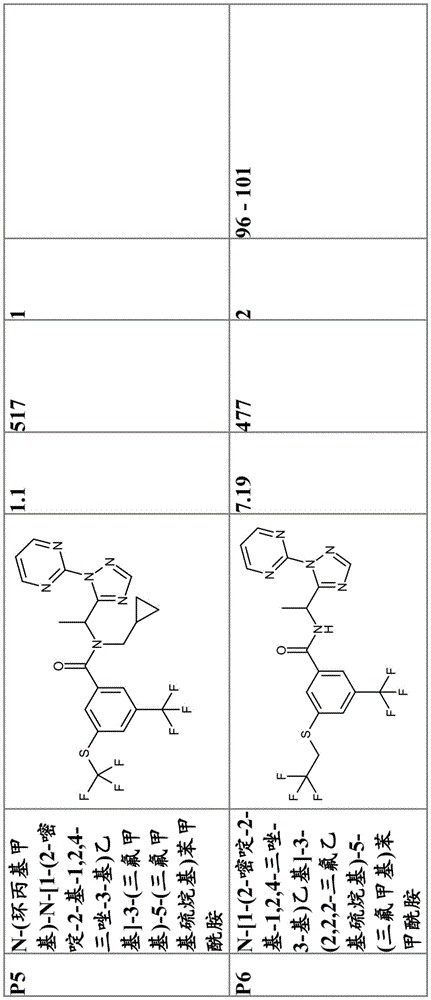 P5
N-(环丙基甲
基)-N-[1-(2-嘧
啶-2-基-1,2,4-
三唑-3-基)乙
基]-3-(三氟甲
基)-5-(三氟甲
基硫烷基)苯甲
酰胺
N
N
N
N
N
O
N
S
F
F
F
F
F
F
1.1
517
1
P6
N-[1-(2-嘧啶-2-
基-1,2,4-三唑-
3-基)乙基]-3-
(2,2,2-三氟乙
基硫烷基)-5-
(三氟甲基)苯
甲酰胺
N
N
N
N
N
O
N
H
S
F
F
F
F
F
F
7.19
477
2
96 - 101